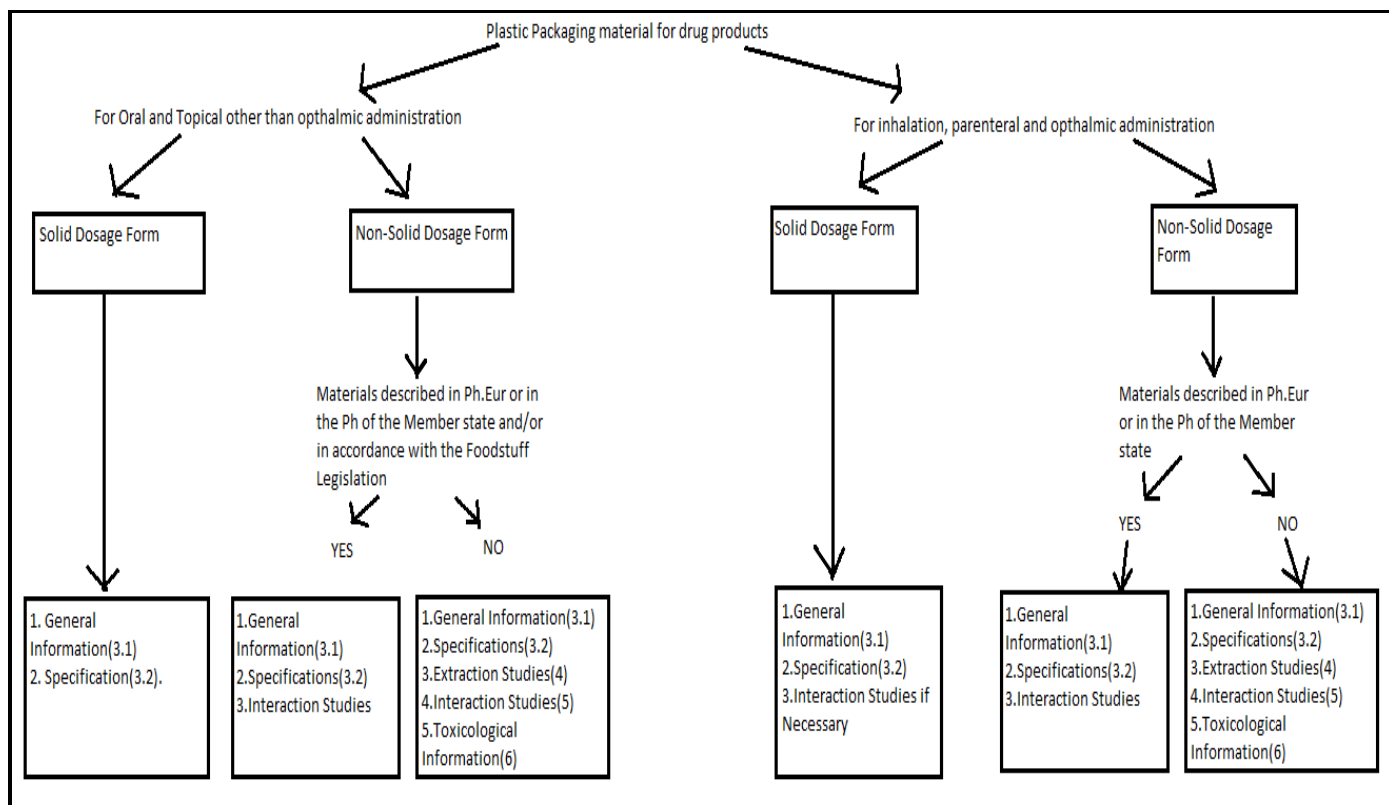 Plastic Packaging material for drug products
For Oral and Topical other than opthalmic administration
For inhalation, parenteral and opthalmic administration
Solid Dosage Form
Non-Solid Dosage Form
Solid Dosage Form
Non-Solid Dosage
Form
Materials described in Ph.Eur or in
the Ph of the Member state and/or
in accordance with the Foodstuff
Legislation
Materials described in Ph.Eur
or in the Ph of the Member
state
YES
NO
YES
NO
1. General
Information(3.1)
2. Specification(3.2).
1.General
Information(3.1)
2.Specifications(3.2)
3.Interaction Studies
1.General Information(3.1)
2.Specifications(3.2)
3.Extraction Studies(4)
4.Interaction Studies(5)
5.Toxicological
Information(6)
1.General
Information(3.1)
2.Specification(3.2)
3.Interaction Studies if
Necessary
1.General
Information(3.1)
2.Specifications(3.2)
3.Interaction Studies
1.General Information(3.1)
2.Specifications(3.2)
3.Extraction Studies(4)
4.Interaction Studies(5)
5.Toxicological
Information(6)